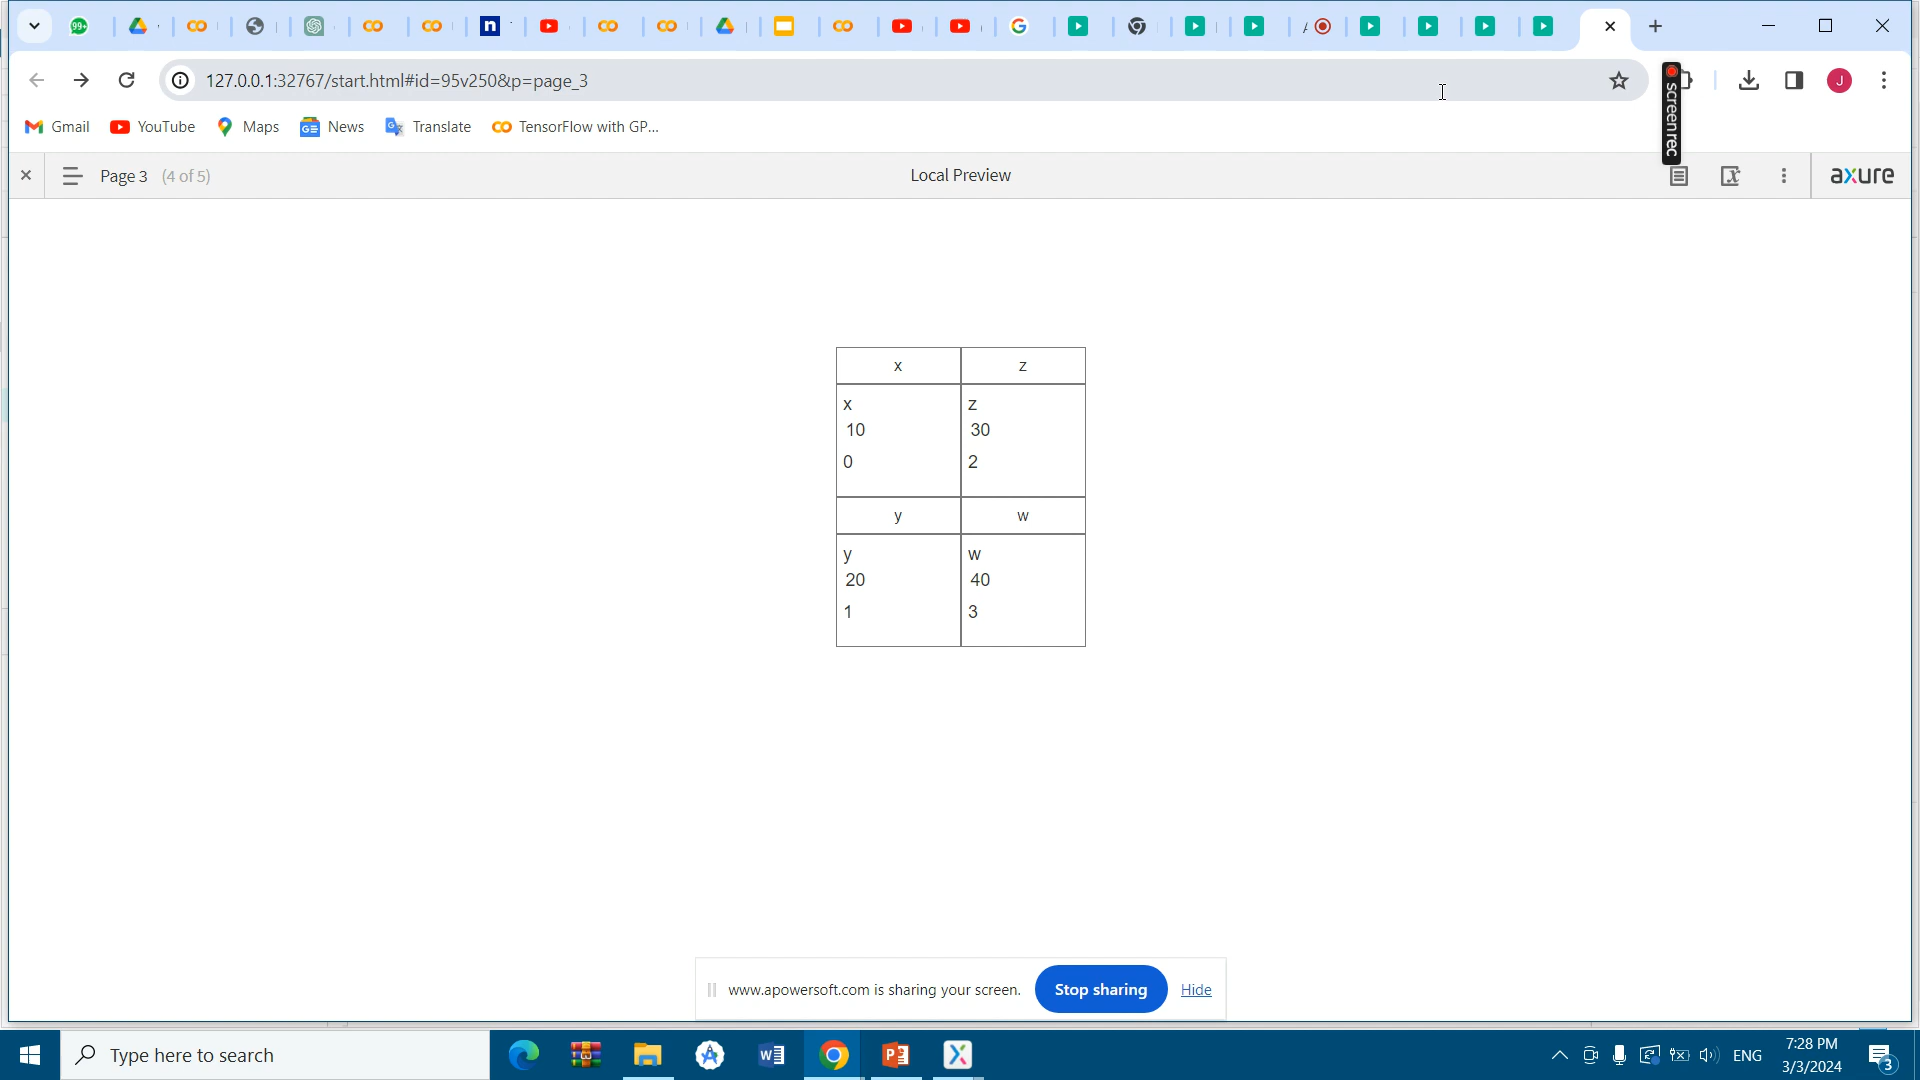 99+
127.0.0.1:32767/start.html#id=95v250&p=page_3
J
Gmail
YouTube
Maps
News
Translate
TensorFlow with GP...
screenrec
Page 3 (4 of 5)
Local Preview
axure
x z
x z
10 30
0 2
y w
y w
20 40
1 3
www.apowersoft.com is sharing your screen.
Stop sharing
Hide
Type here to search
ENG
7:28 PM
3/3/2024
3